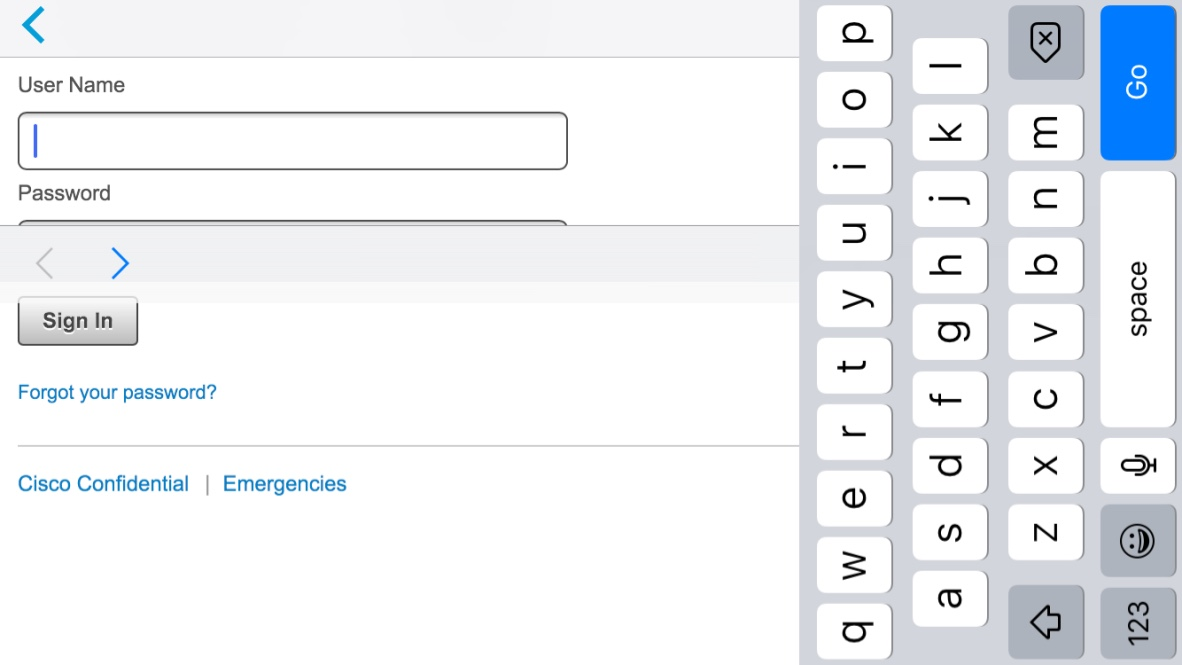 User Name
Password
Sign In
Forgot your password?
Cisco Confidential | Emergencies
q w e r t y u i o p
a s d f g h j k l
z x c v b n m
123 space Go